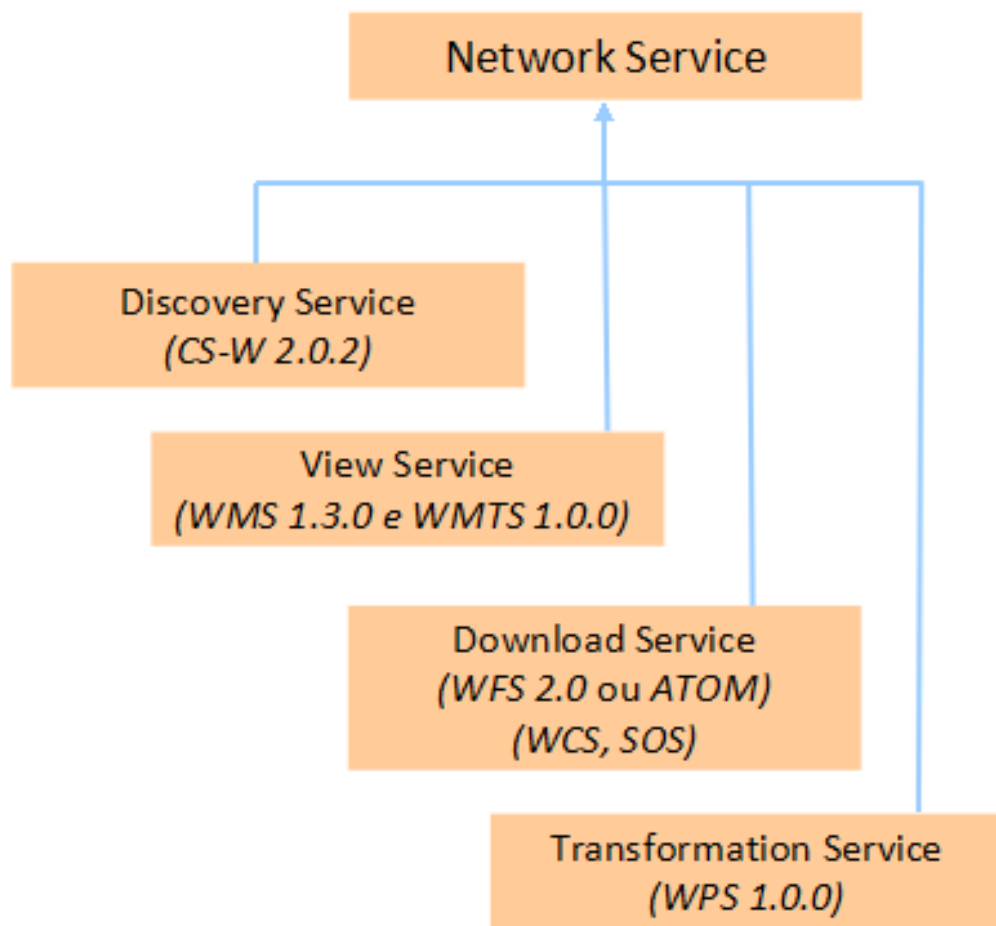 Network Service
Discovery Service
(CS-W 2.0.2)
View Service
(WMS 1.3.0 e WMTS 1.0.0)
Download Service
(WFS 2.0 ou ATOM)
(WCS, SOS)
Transformation Service
(WPS 1.0.0)